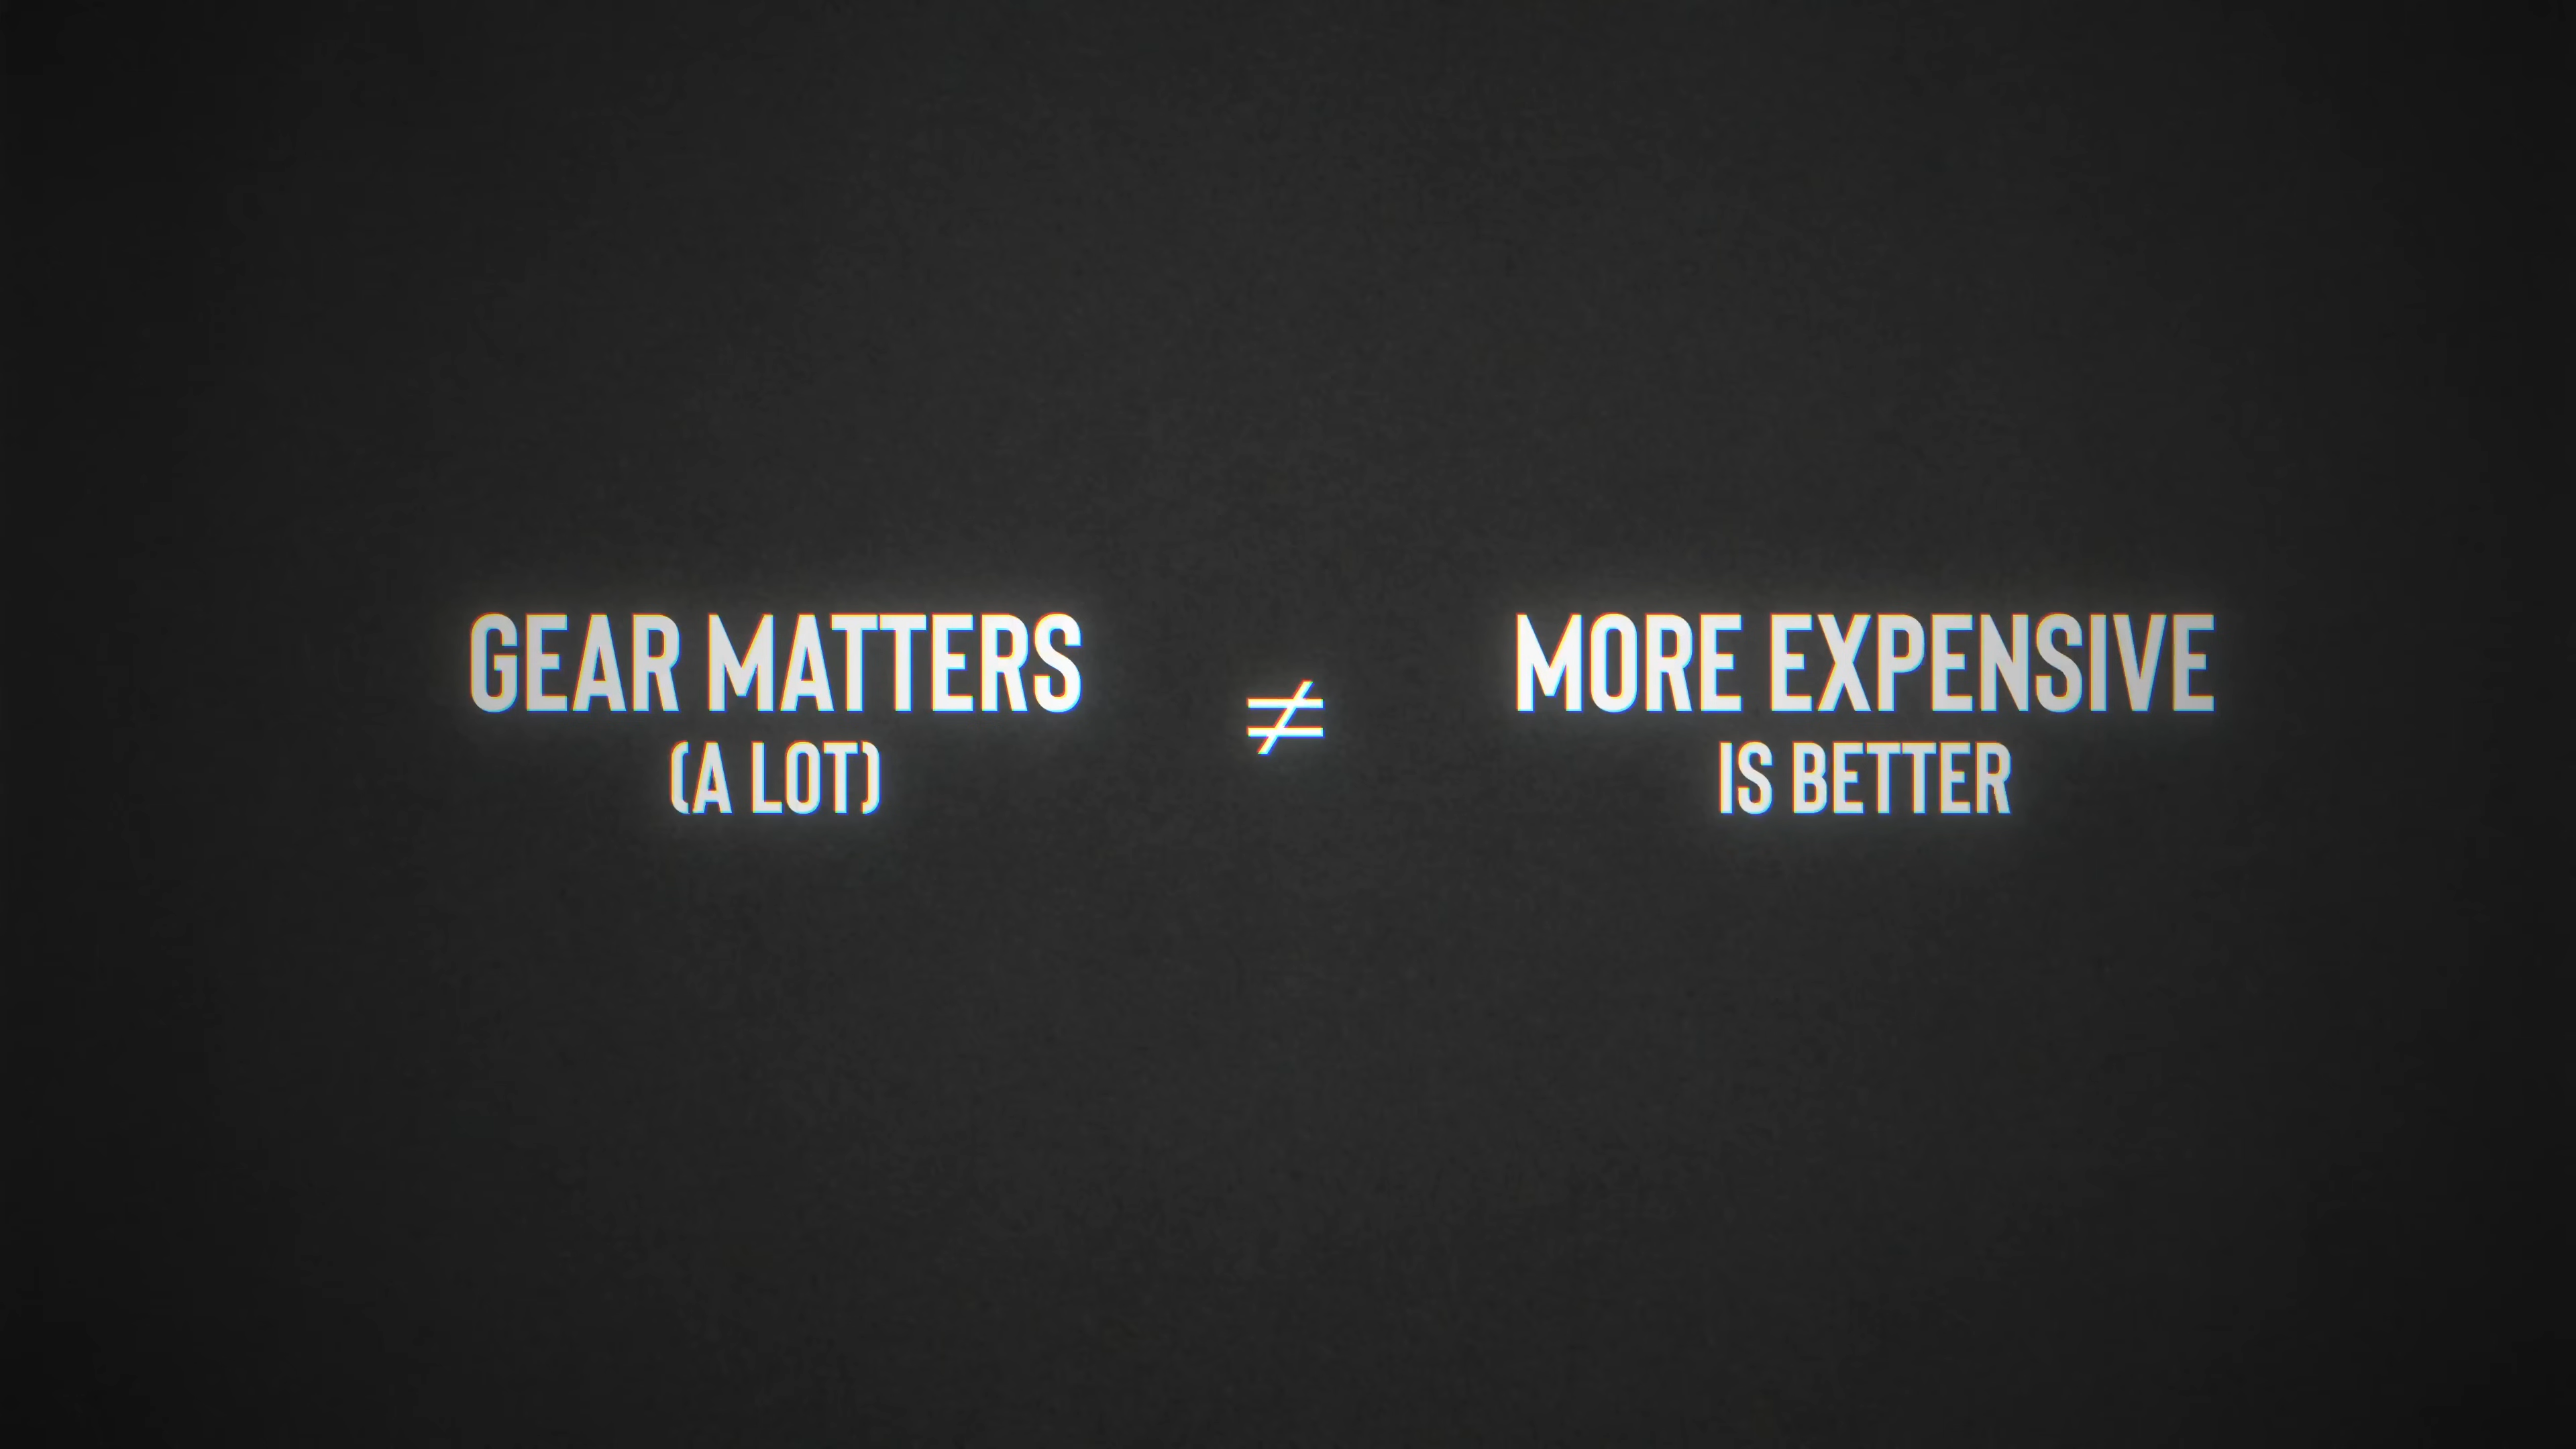 GEAR MATTERS
(A LOT)
≠
MORE EXPENSIVE
IS BETTER